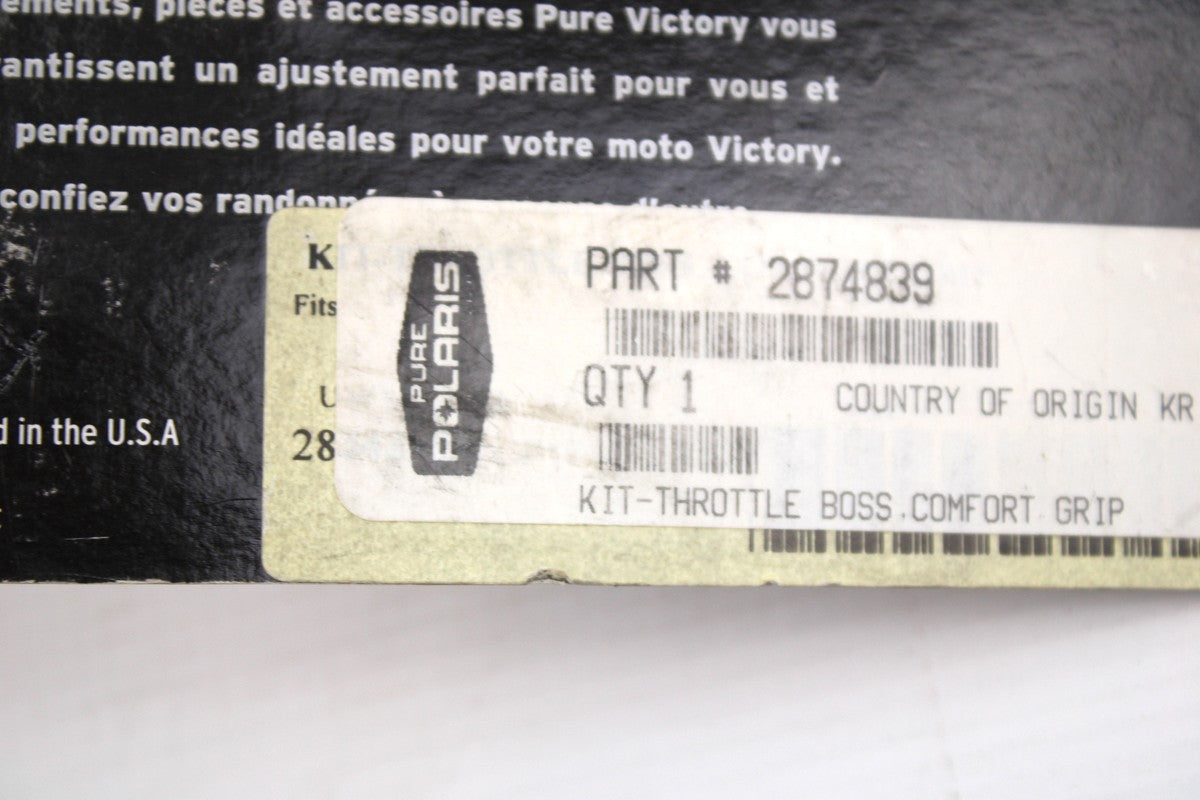 pièces et accessoires Pure Victory vous
un ajustement parfait pour vous et
performances idéales pour votre moto Victory.
confiez vos
K
Fits
U
28
in the U.S.A
PURE
POLARIS
PART # 2874839
QTY 1
COUNTRY OF ORIGIN KR
KIT-THROTTLE BOSS.COMFORT GRIP